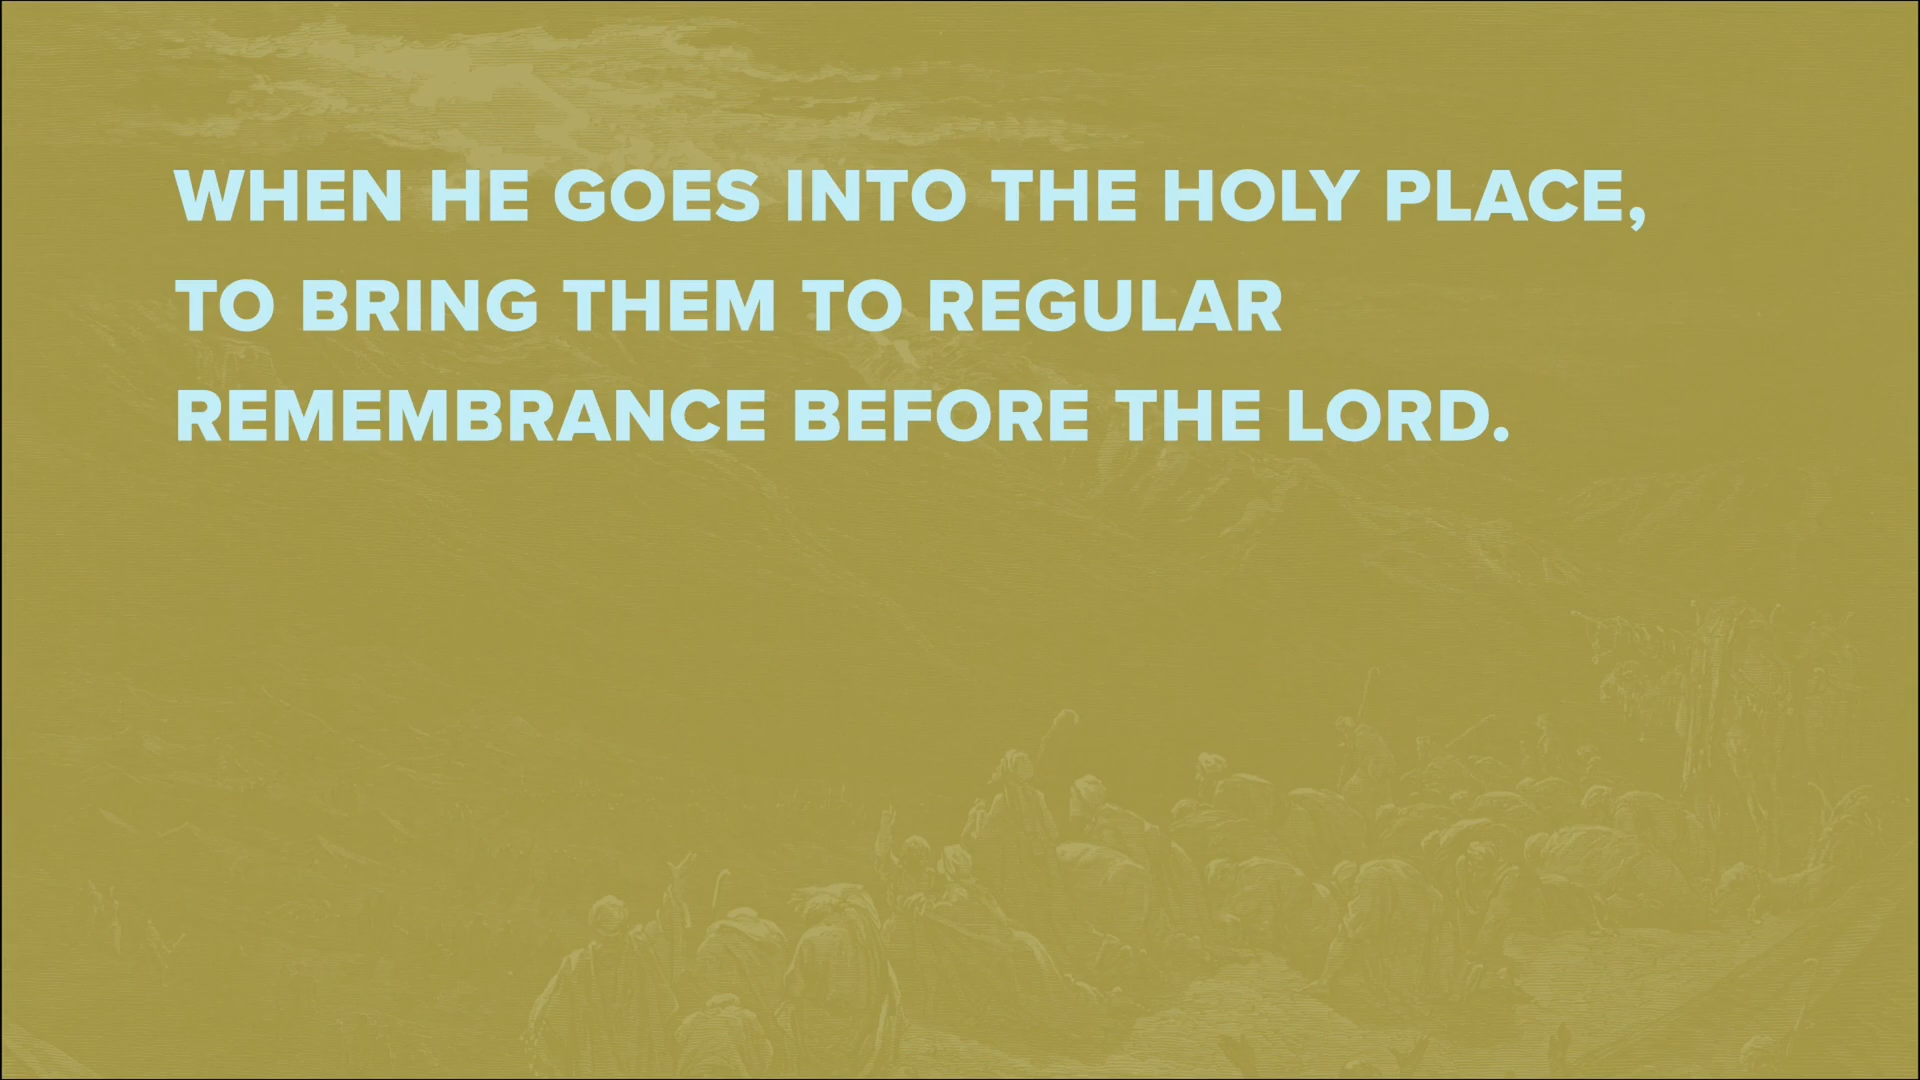 WHEN HE GOES INTO THE HOLY PLACE,
TO BRING THEM TO REGULAR
REMEMBRANCE BEFORE THE LORD.